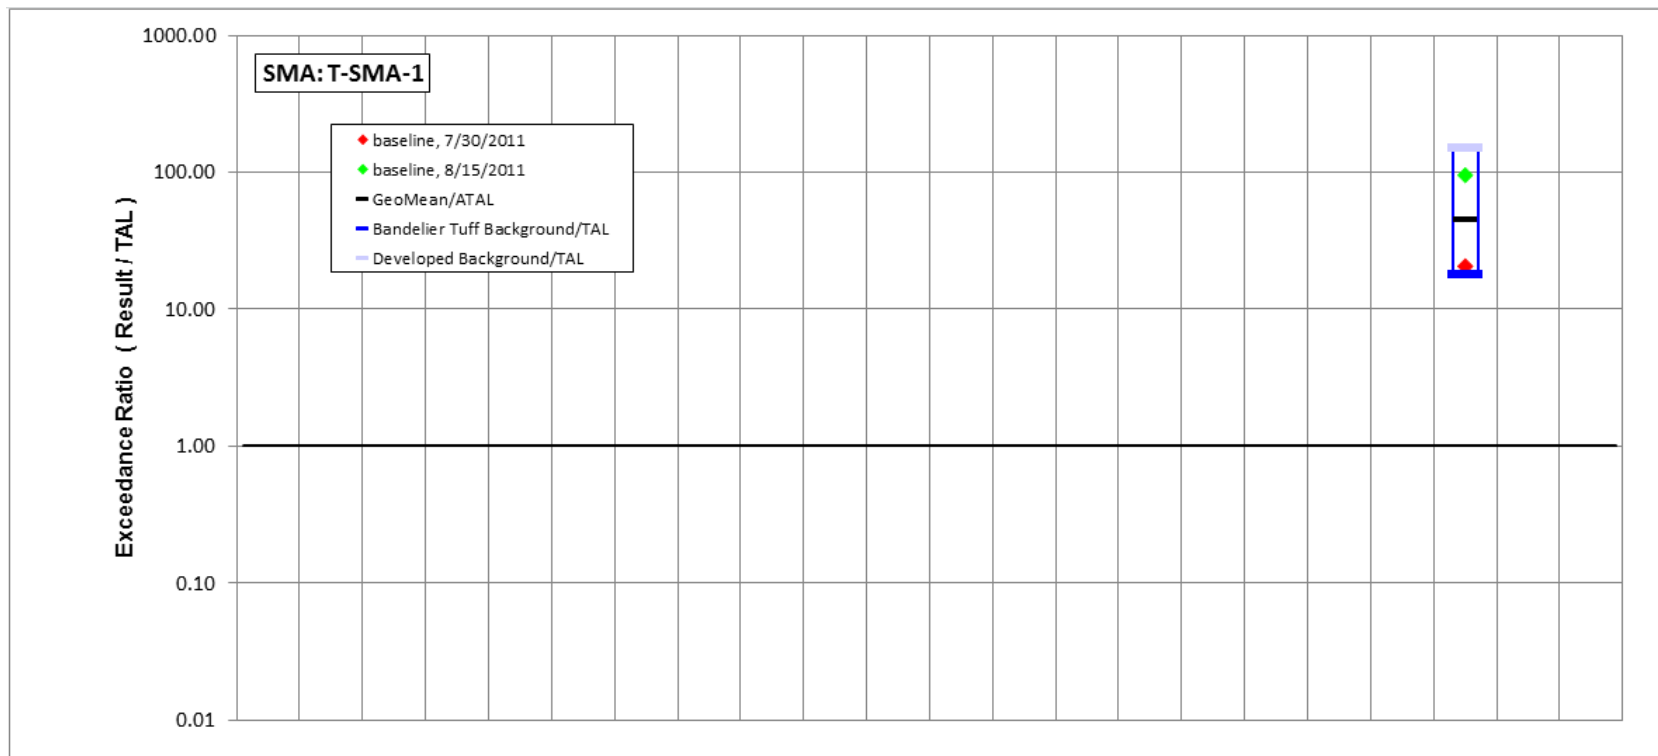 1000.00
SMA: T-SMA-1
baseline, 7/30/2011
baseline, 8/15/2011
GeoMean/ATAL
Bandelier Tuff Background/TAL
Developed Background/TAL
100.00
10.00
1.00
0.10
0.01
Exceedance Ratio ( Result / TAL )